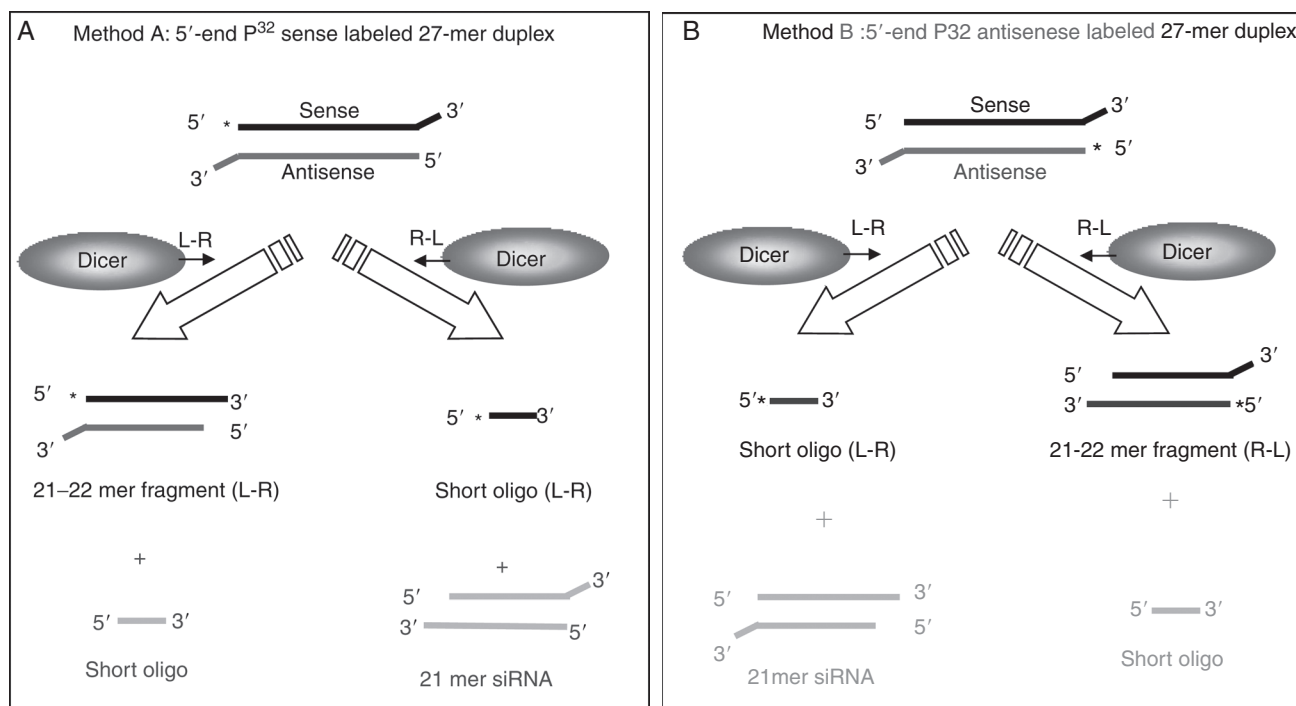 A
Method A: 5′-end P³² sense labeled 27-mer duplex
5′ * Sense 3′
3′ Antisense 5′
Dicer L-R R-L Dicer
5′ * 3′
3′ 5′
21–22 mer fragment (L-R)
+
5′ 3′
Short oligo
5′ * 3′
Short oligo (L-R)
+
5′ 3′
3′ 5′
21 mer siRNA
B
Method B :5′-end P32 antisenese labeled 27-mer duplex
5′ Sense 3′
3′ Antisense * 5′
Dicer L-R R-L Dicer
5′* 3′
Short oligo (L-R)
+
5′ 3′
3′ 5′
21mer siRNA
5′ 3′
3′ *5′
21-22 mer fragment (R-L)
+
5′ 3′
Short oligo